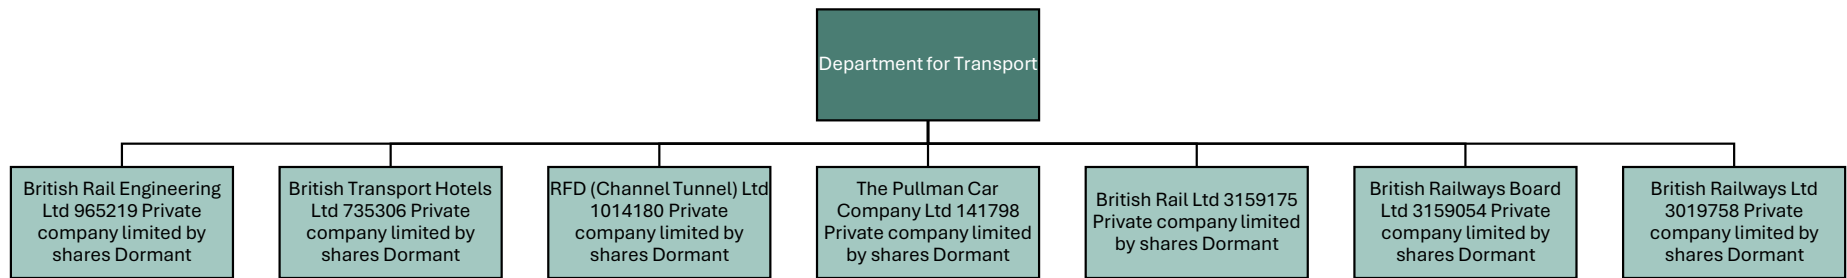 Department for Transport
British Rail Engineering
Ltd 965219 Private
company limited by
shares Dormant
British Transport Hotels
Ltd 735306 Private
company limited by
shares Dormant
RFD (Channel Tunnel) Ltd
1014180 Private
company limited by
shares Dormant
The Pullman Car
Company Ltd 141798
Private company limited
by shares Dormant
British Rail Ltd 3159175
Private company limited
by shares Dormant
British Railways Board
Ltd 3159054 Private
company limited by
shares Dormant
British Railways Ltd
3019758 Private
company limited by
shares Dormant